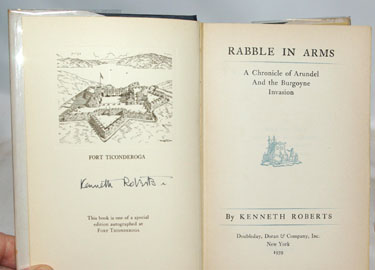 FORT TICONDEROGA
Kenneth Roberts
This book is one of a special
edition autographed at
FORT TICONDEROGA
RABBLE IN ARMS
A Chronicle of Arundel
And the Burgoyne
Invasion
By KENNETH ROBERTS
Doubleday, Doran & Company, Inc.
New York
1939